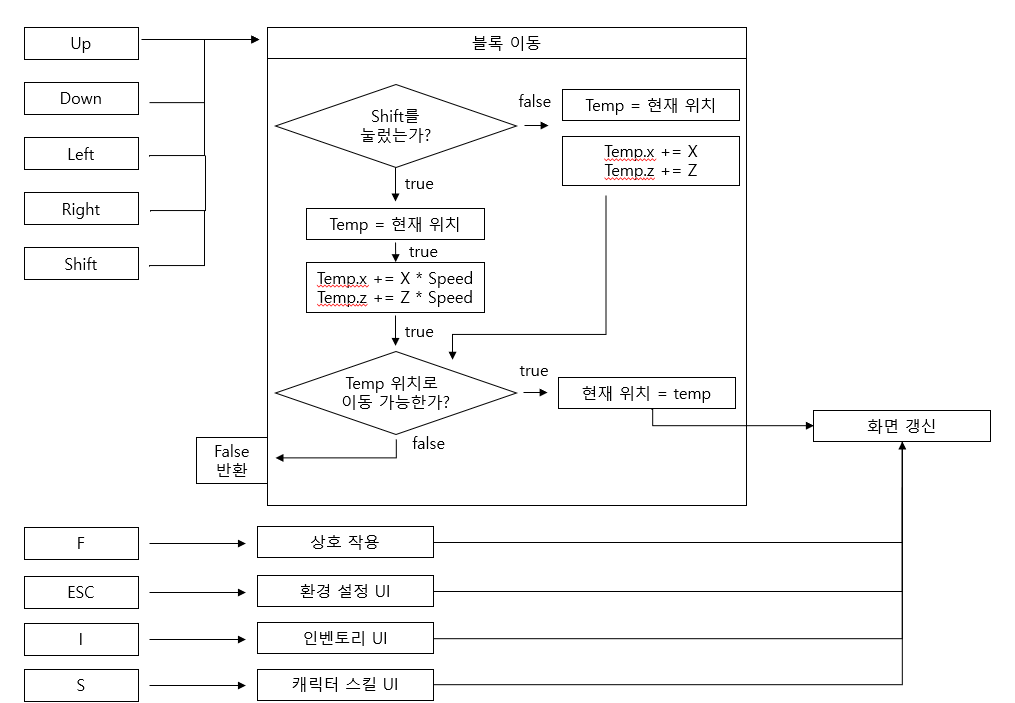 Up
Down
Left
Right
Shift
블록 이동
Shift를
눌렀는가?
false
Temp = 현재 위치
Temp.x += X
Temp.z += Z
true
Temp = 현재 위치
true
Temp.x += X * Speed
Temp.z += Z * Speed
true
Temp 위치로
이동 가능한가?
true
현재 위치 = temp
false
False
반환
화면 갱신
F
상호 작용
ESC
환경 설정 UI
I
인벤토리 UI
S
캐릭터 스킬 UI